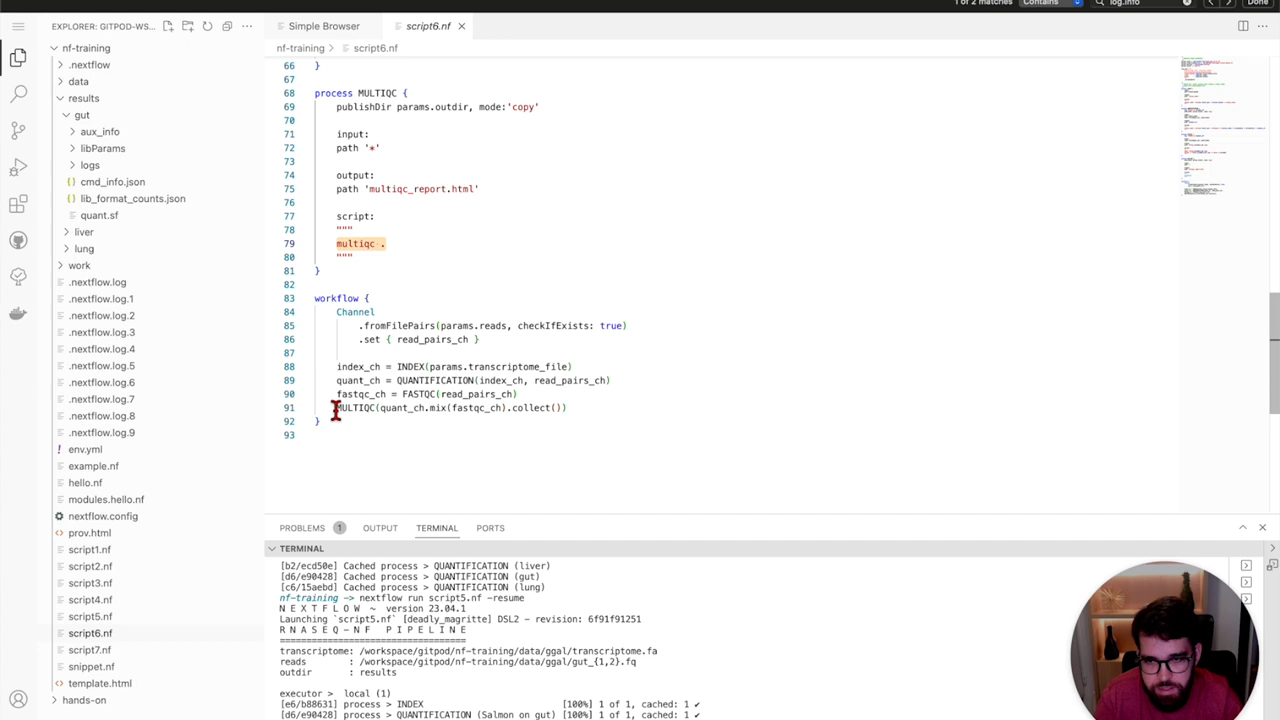 1 of 2 matches
Contains
log.info
Done
EXPLORER: GITPOD-WS...
Simple Browser
script6.nf
nf-training
nf-training > script6.nf
.nextflow
data
results
gut
aux_info
libParams
logs
cmd_info.json
lib_format_counts.json
quant.sf
liver
lung
work
.nextflow.log
.nextflow.log.1
.nextflow.log.2
.nextflow.log.3
.nextflow.log.4
.nextflow.log.5
.nextflow.log.6
.nextflow.log.7
.nextflow.log.8
.nextflow.log.9
env.yml
example.nf
hello.nf
modules.hello.nf
nextflow.config
prov.html
script1.nf
script2.nf
script3.nf
script4.nf
script5.nf
script6.nf
script7.nf
snippet.nf
template.html
hands-on
66 }
67
68 process MULTIQC {
69 publishDir params.outdir, mode:'copy'
70
71 input:
72 path '*'
73
74 output:
75 path 'multiqc_report.html'
76
77 script:
78 """
79 multiqc .
80 """
81 }
82
83 workflow {
84 Channel
85 .fromFilePairs(params.reads, checkIfExists: true)
86 .set { read_pairs_ch }
87
88 index_ch = INDEX(params.transcriptome_file)
89 quant_ch = QUANTIFICATION(index_ch, read_pairs_ch)
90 fastqc_ch = FASTQC(read_pairs_ch)
91 MULTIQC(quant_ch.mix(fastqc_ch).collect())
92 }
93
PROBLEMS 1 OUTPUT TERMINAL PORTS
TERMINAL
[b2/ecd50e] Cached process > QUANTIFICATION (liver)
[d6/e90428] Cached process > QUANTIFICATION (gut)
[c6/15aebd] Cached process > QUANTIFICATION (lung)
nf-training -> nextflow run script5.nf -resume
N E X T F L O W ~ version 23.04.1
Launching `script5.nf` [deadly_magritte] DSL2 - revision: 6f91f91251
R N A S E Q - N F P I P E L I N E
===================================
transcriptome: /workspace/gitpod/nf-training/data/ggal/transcriptome.fa
reads : /workspace/gitpod/nf-training/data/ggal/gut_{1,2}.fq
outdir : results
executor > local (1)
[e6/b88631] process > INDEX [100%] 1 of 1, cached: 1 ✔
[d6/e90428] process > QUANTIFICATION (Salmon on gut) [100%] 1 of 1, cached: 1 ✔